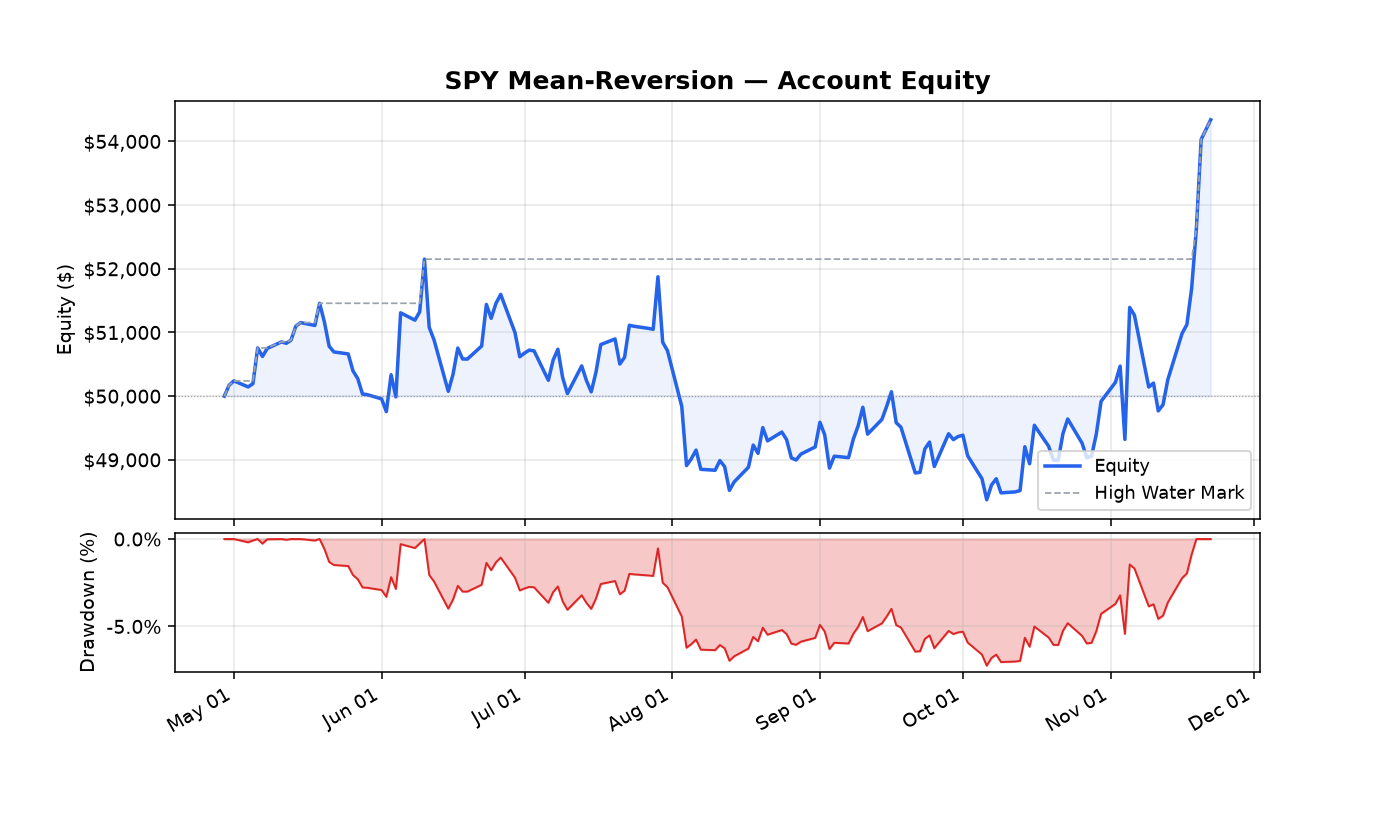 SPY Mean-Reversion — Account Equity
Equity ($)
$54,000
$53,000
$52,000
$51,000
$50,000
$49,000
Equity
High Water Mark
Drawdown (%)
0.0%
-5.0%
May 01
Jun 01
Jul 01
Aug 01
Sep 01
Oct 01
Nov 01
Dec 01